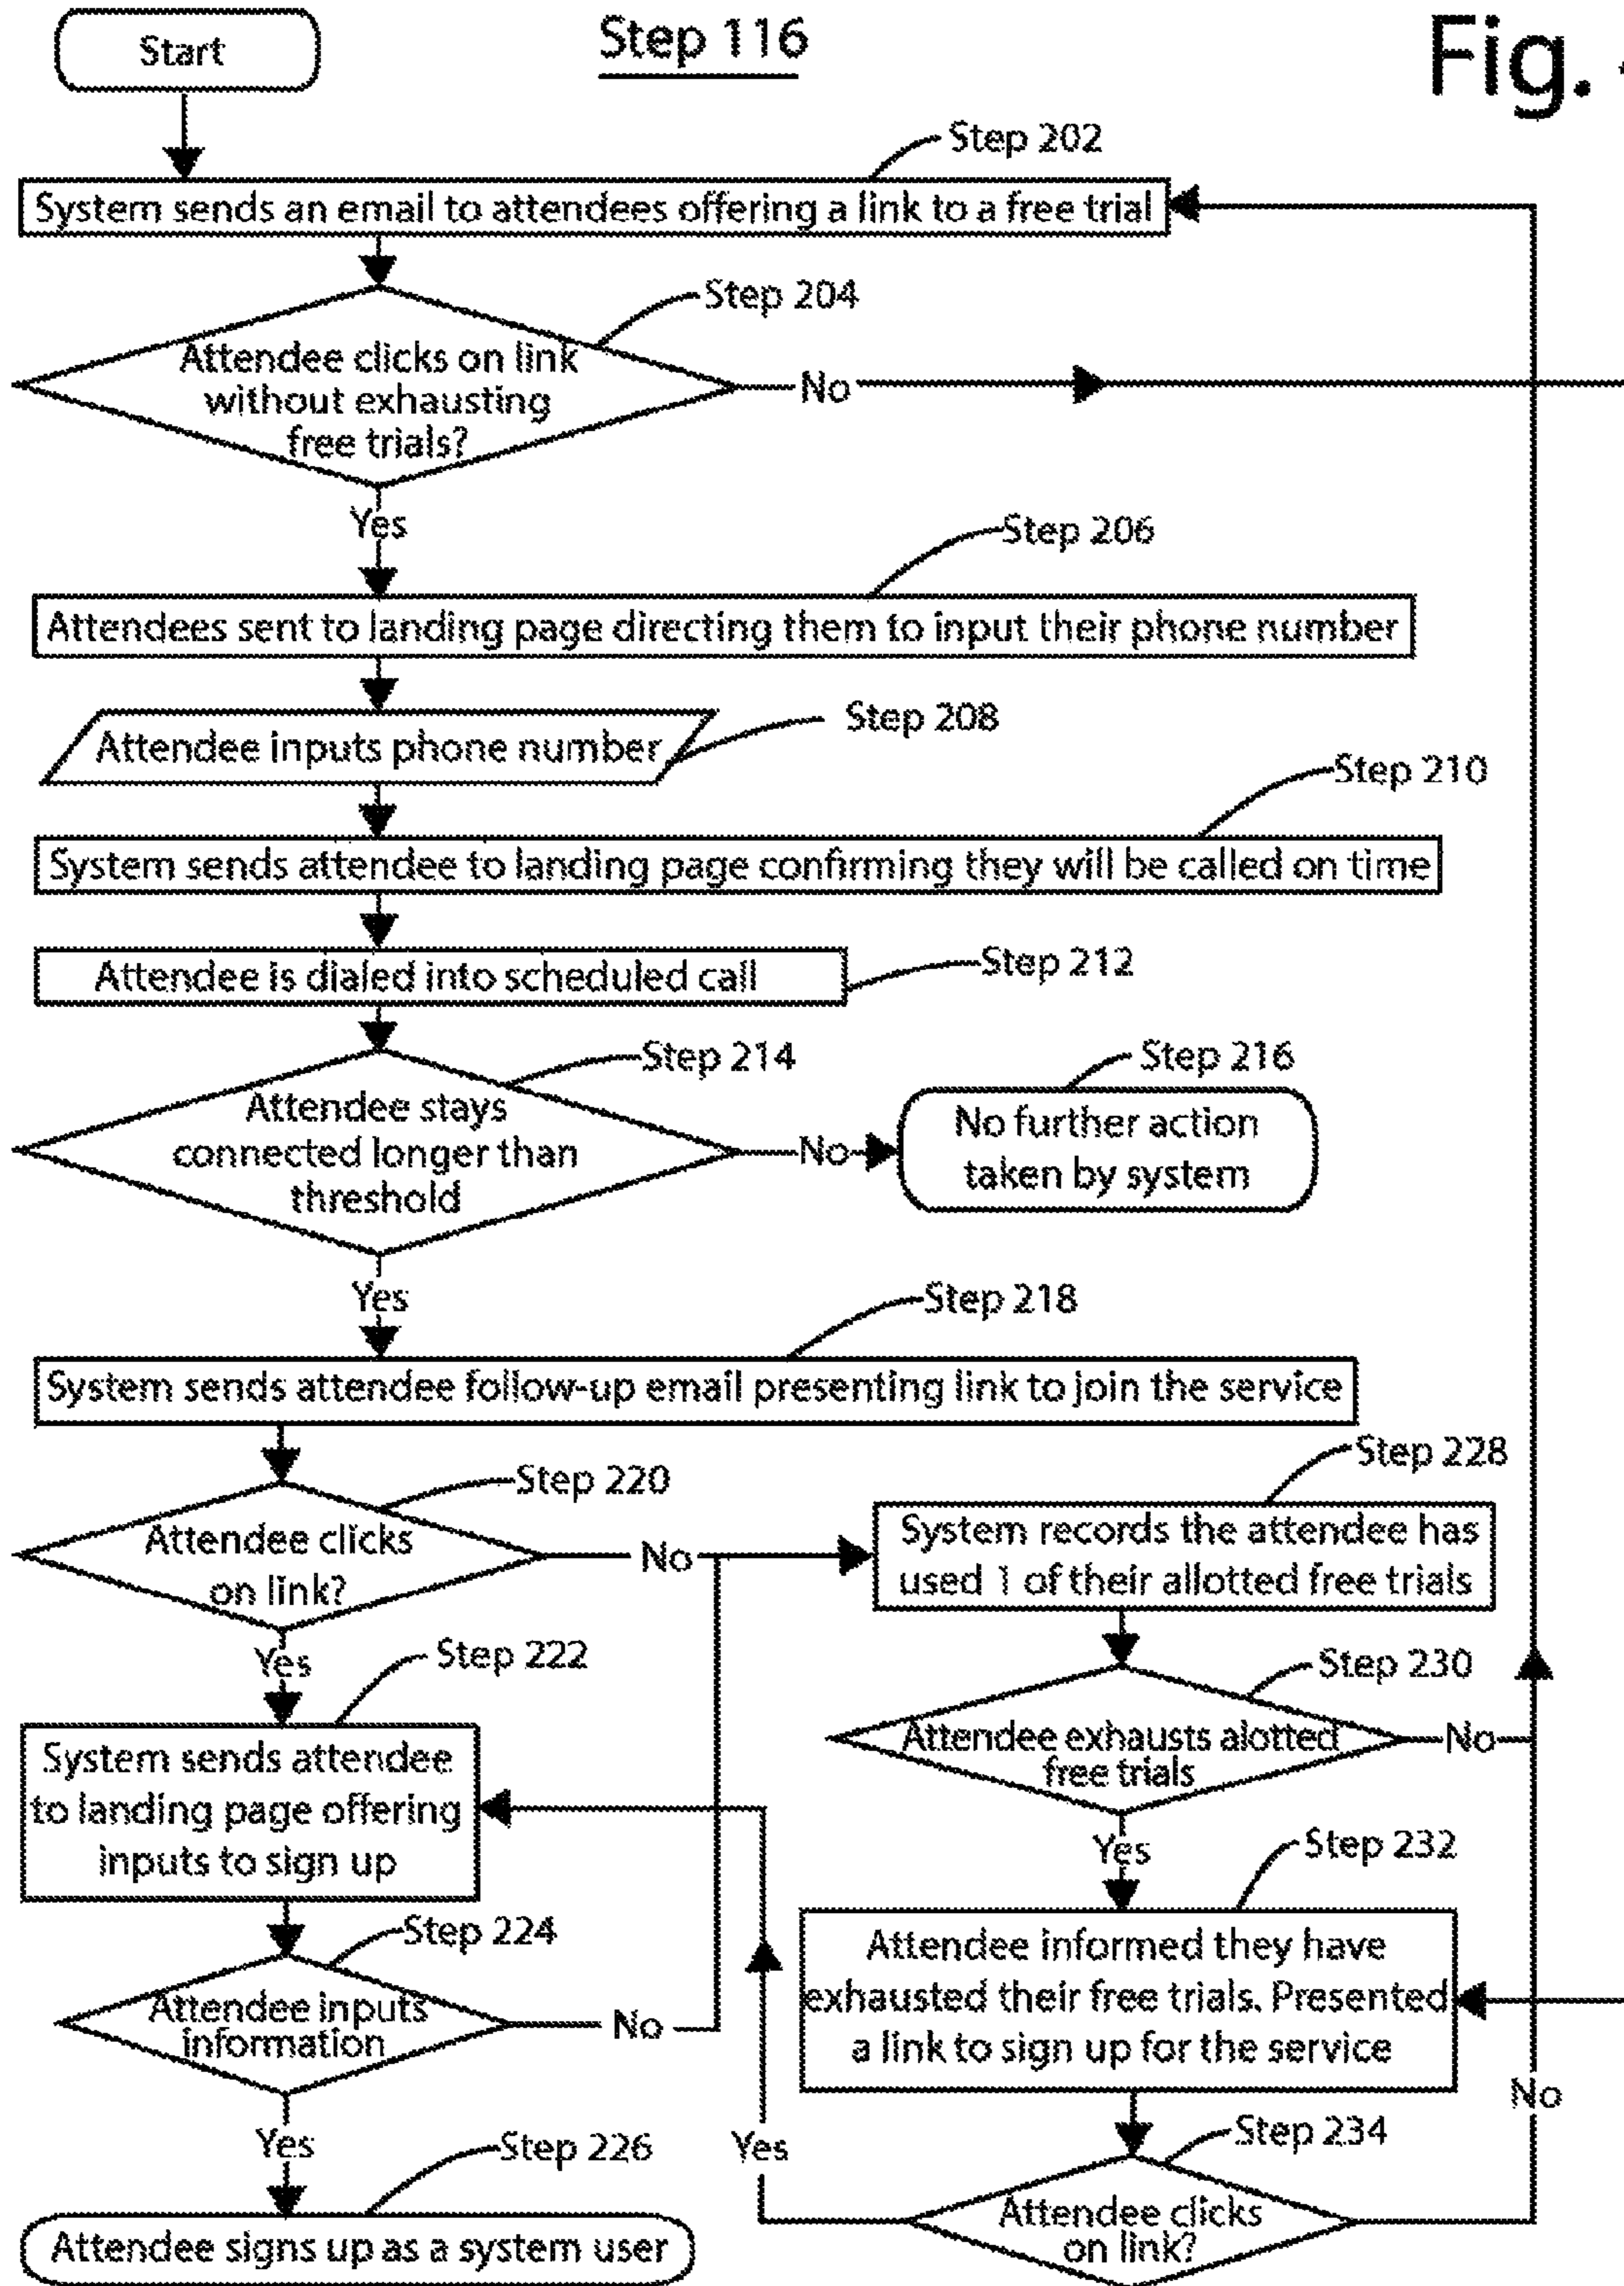 Start
Step 116
Fig.
Step 202
System sends an email to attendees offering a link to a free trial
Step 204
Attendee clicks on link
without exhausting
free trials?
No
Yes
Step 206
Attendees sent to landing page directing them to input their phone number
Step 208
Attendee inputs phone number
Step 210
System sends attendee to landing page confirming they will be called on time
Attendee is dialed into scheduled call
Step 212
Step 214
Step 216
Attendee stays
connected longer than
threshold
No
No further action
taken by system
Yes
Step 218
System sends attendee follow-up email presenting link to join the service
Step 220
Attendee clicks
on link?
No
Step 228
System records the attendee has
used 1 of their allotted free trials
Yes
Step 222
System sends attendee
to landing page offering
inputs to sign up
Step 230
Attendee exhausts alotted
free trials
No
Yes
Step 232
Attendee informed they have
exhausted their free trials. Presented
a link to sign up for the service
Step 224
Attendee inputs
information
No
Yes
Step 226
Attendee signs up as a system user
Yes
Step 234
Attendee clicks
on link?
No